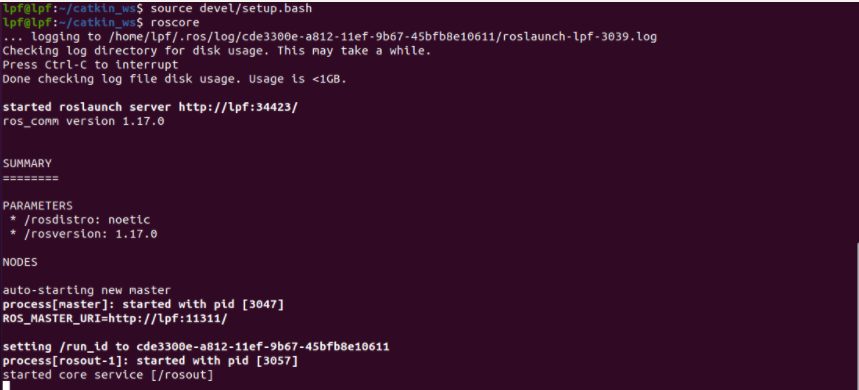 lpf@lpf:~/catkin_ws$ source devel/setup.bash
lpf@lpf:~/catkin_ws$ roscore
... logging to /home/lpf/.ros/log/cde3300e-a812-11ef-9b67-45bfb8e10611/roslaunch-lpf-3039.log
Checking log directory for disk usage. This may take a while.
Press Ctrl-C to interrupt
Done checking log file disk usage. Usage is <1GB.
started roslaunch server http://lpf:34423/
ros_comm version 1.17.0
SUMMARY
========
PARAMETERS
* /rosdistro: noetic
* /rosversion: 1.17.0
NODES
auto-starting new master
process[master]: started with pid [3047]
ROS_MASTER_URI=http://lpf:11311/
setting /run_id to cde3300e-a812-11ef-9b67-45bfb8e10611
process[rosout-1]: started with pid [3057]
started core service [/rosout]